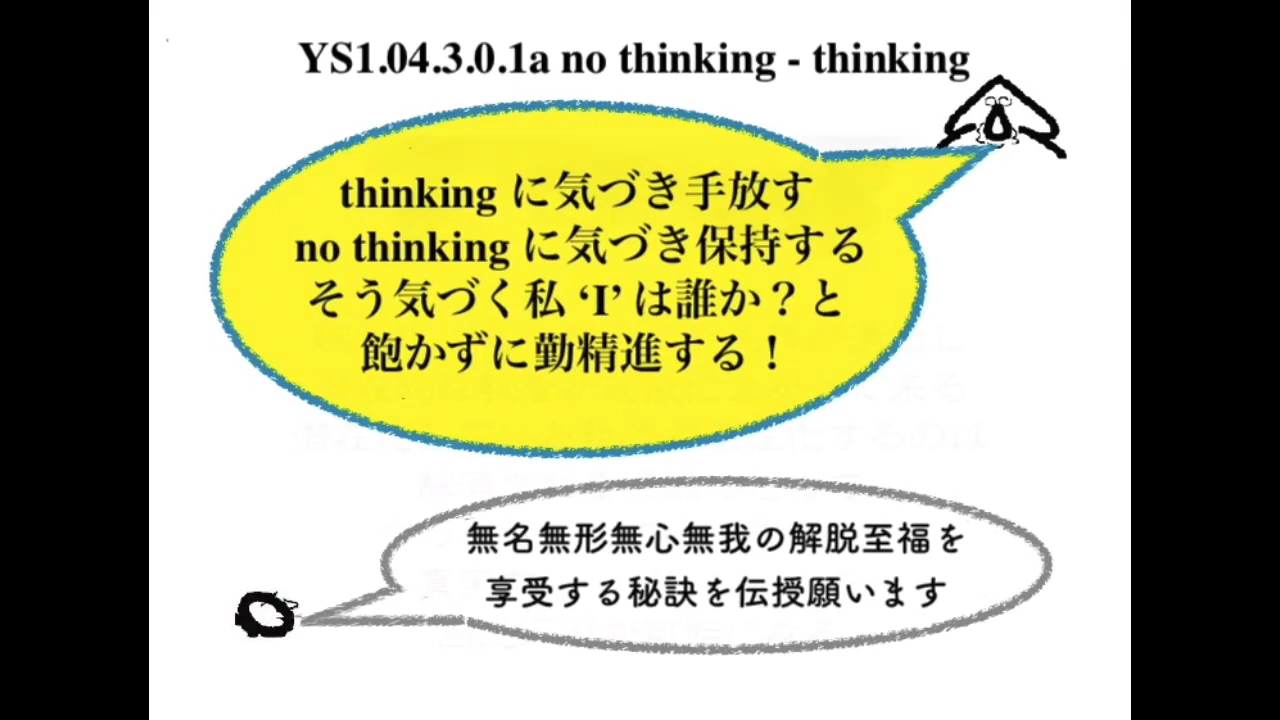 YS1.04.3.0.1a no thinking - thinking
thinking に気づき手放す
no thinking に気づき保持する
そう気づく私 ‘I’ は誰か？と
飽かずに勤精進する！
無名無形無心無我の解脱至福を
享受する秘訣を伝授願います